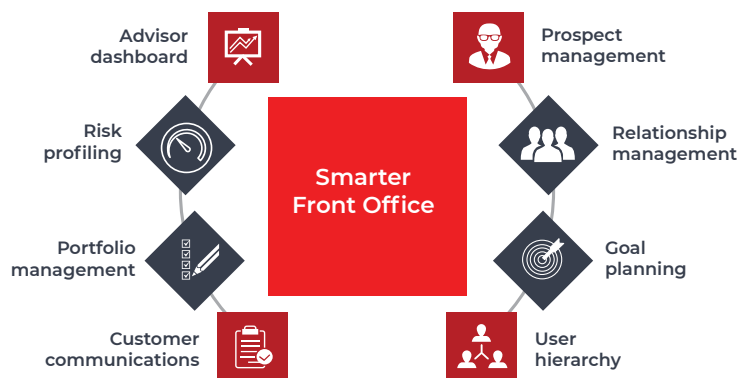 Advisor
dashboard
Risk
profiling
Portfolio
management
Customer
communications
Smarter
Front Office
Prospect
management
Relationship
management
Goal
planning
User
hierarchy